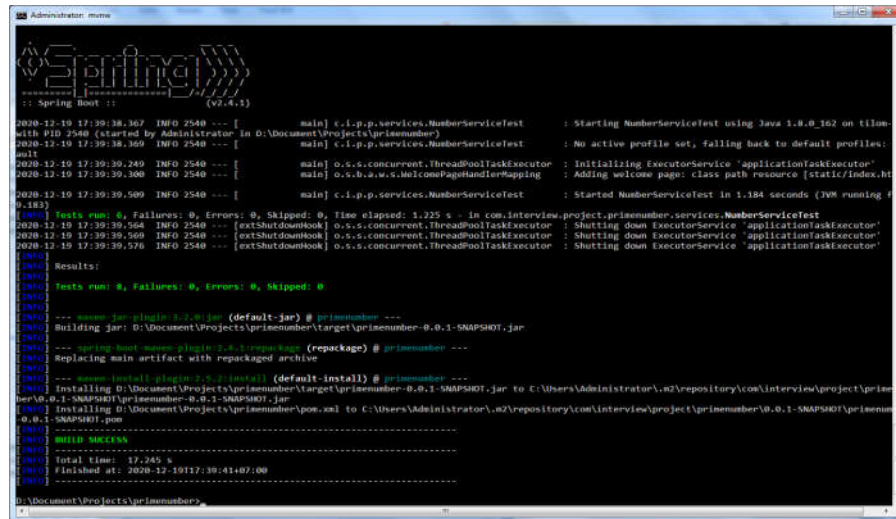 Administrator: mvnw
:: Spring Boot ::                (v2.4.1)
2020-12-19 17:39:38.367  INFO 2540 --- [           main] c.i.p.p.services.NumberServiceTest       : Starting NumberServiceTest using Java 1.8.0_162 on tilom-
with PID 2540 (started by Administrator in D:\Document\Projects\primenumber)
2020-12-19 17:39:38.369  INFO 2540 --- [           main] c.i.p.p.services.NumberServiceTest       : No active profile set, falling back to default profiles:
ault
2020-12-19 17:39:39.249  INFO 2540 --- [           main] o.s.s.concurrent.ThreadPoolTaskExecutor  : Initializing ExecutorService 'applicationTaskExecutor'
2020-12-19 17:39:39.300  INFO 2540 --- [           main] o.s.b.a.w.s.WelcomePageHandlerMapping    : Adding welcome page: class path resource [static/index.ht
2020-12-19 17:39:39.509  INFO 2540 --- [           main] c.i.p.p.services.NumberServiceTest       : Started NumberServiceTest in 1.184 seconds (JVM running f
9.183)
[INFO] Tests run: 6, Failures: 0, Errors: 0, Skipped: 0, Time elapsed: 1.225 s - in com.interview.project.primenumber.services.NumberServiceTest
2020-12-19 17:39:39.564  INFO 2540 --- [extShutdownHook] o.s.s.concurrent.ThreadPoolTaskExecutor  : Shutting down ExecutorService 'applicationTaskExecutor'
2020-12-19 17:39:39.569  INFO 2540 --- [extShutdownHook] o.s.s.concurrent.ThreadPoolTaskExecutor  : Shutting down ExecutorService 'applicationTaskExecutor'
2020-12-19 17:39:39.576  INFO 2540 --- [extShutdownHook] o.s.s.concurrent.ThreadPoolTaskExecutor  : Shutting down ExecutorService 'applicationTaskExecutor'
[INFO]
[INFO] Results:
[INFO]
[INFO] Tests run: 8, Failures: 0, Errors: 0, Skipped: 0
[INFO]
[INFO]
[INFO] --- maven-jar-plugin:3.2.0:jar (default-jar) @ primenumber ---
[INFO] Building jar: D:\Document\Projects\primenumber\target\primenumber-0.0.1-SNAPSHOT.jar
[INFO]
[INFO] --- spring-boot-maven-plugin:2.4.1:repackage (repackage) @ primenumber ---
[INFO] Replacing main artifact with repackaged archive
[INFO]
[INFO] --- maven-install-plugin:2.5.2:install (default-install) @ primenumber ---
[INFO] Installing D:\Document\Projects\primenumber\target\primenumber-0.0.1-SNAPSHOT.jar to C:\Users\Administrator\.m2\repository\com\interview\project\prime
ber\0.0.1-SNAPSHOT\primenumber-0.0.1-SNAPSHOT.jar
[INFO] Installing D:\Document\Projects\primenumber\pom.xml to C:\Users\Administrator\.m2\repository\com\interview\project\primenumber\0.0.1-SNAPSHOT\primenum
-0.0.1-SNAPSHOT.pom
[INFO] ------------------------------------------------------------------------
[INFO] BUILD SUCCESS
[INFO] ------------------------------------------------------------------------
[INFO] Total time:  17.245 s
[INFO] Finished at: 2020-12-19T17:39:41+07:00
[INFO] ------------------------------------------------------------------------
D:\Document\Projects\primenumber>_